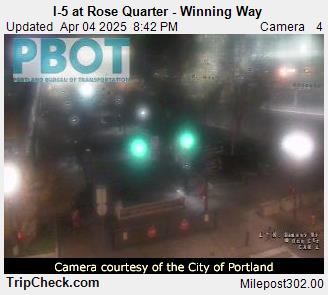 I-5 at Rose Quarter - Winning Way
Updated Apr 04 2025 8:42 PM Camera 4
PBOT
PORTLAND BUREAU OF TRANSPORTATION
Camera courtesy of the City of Portland
TripCheck.com Milepost302.00